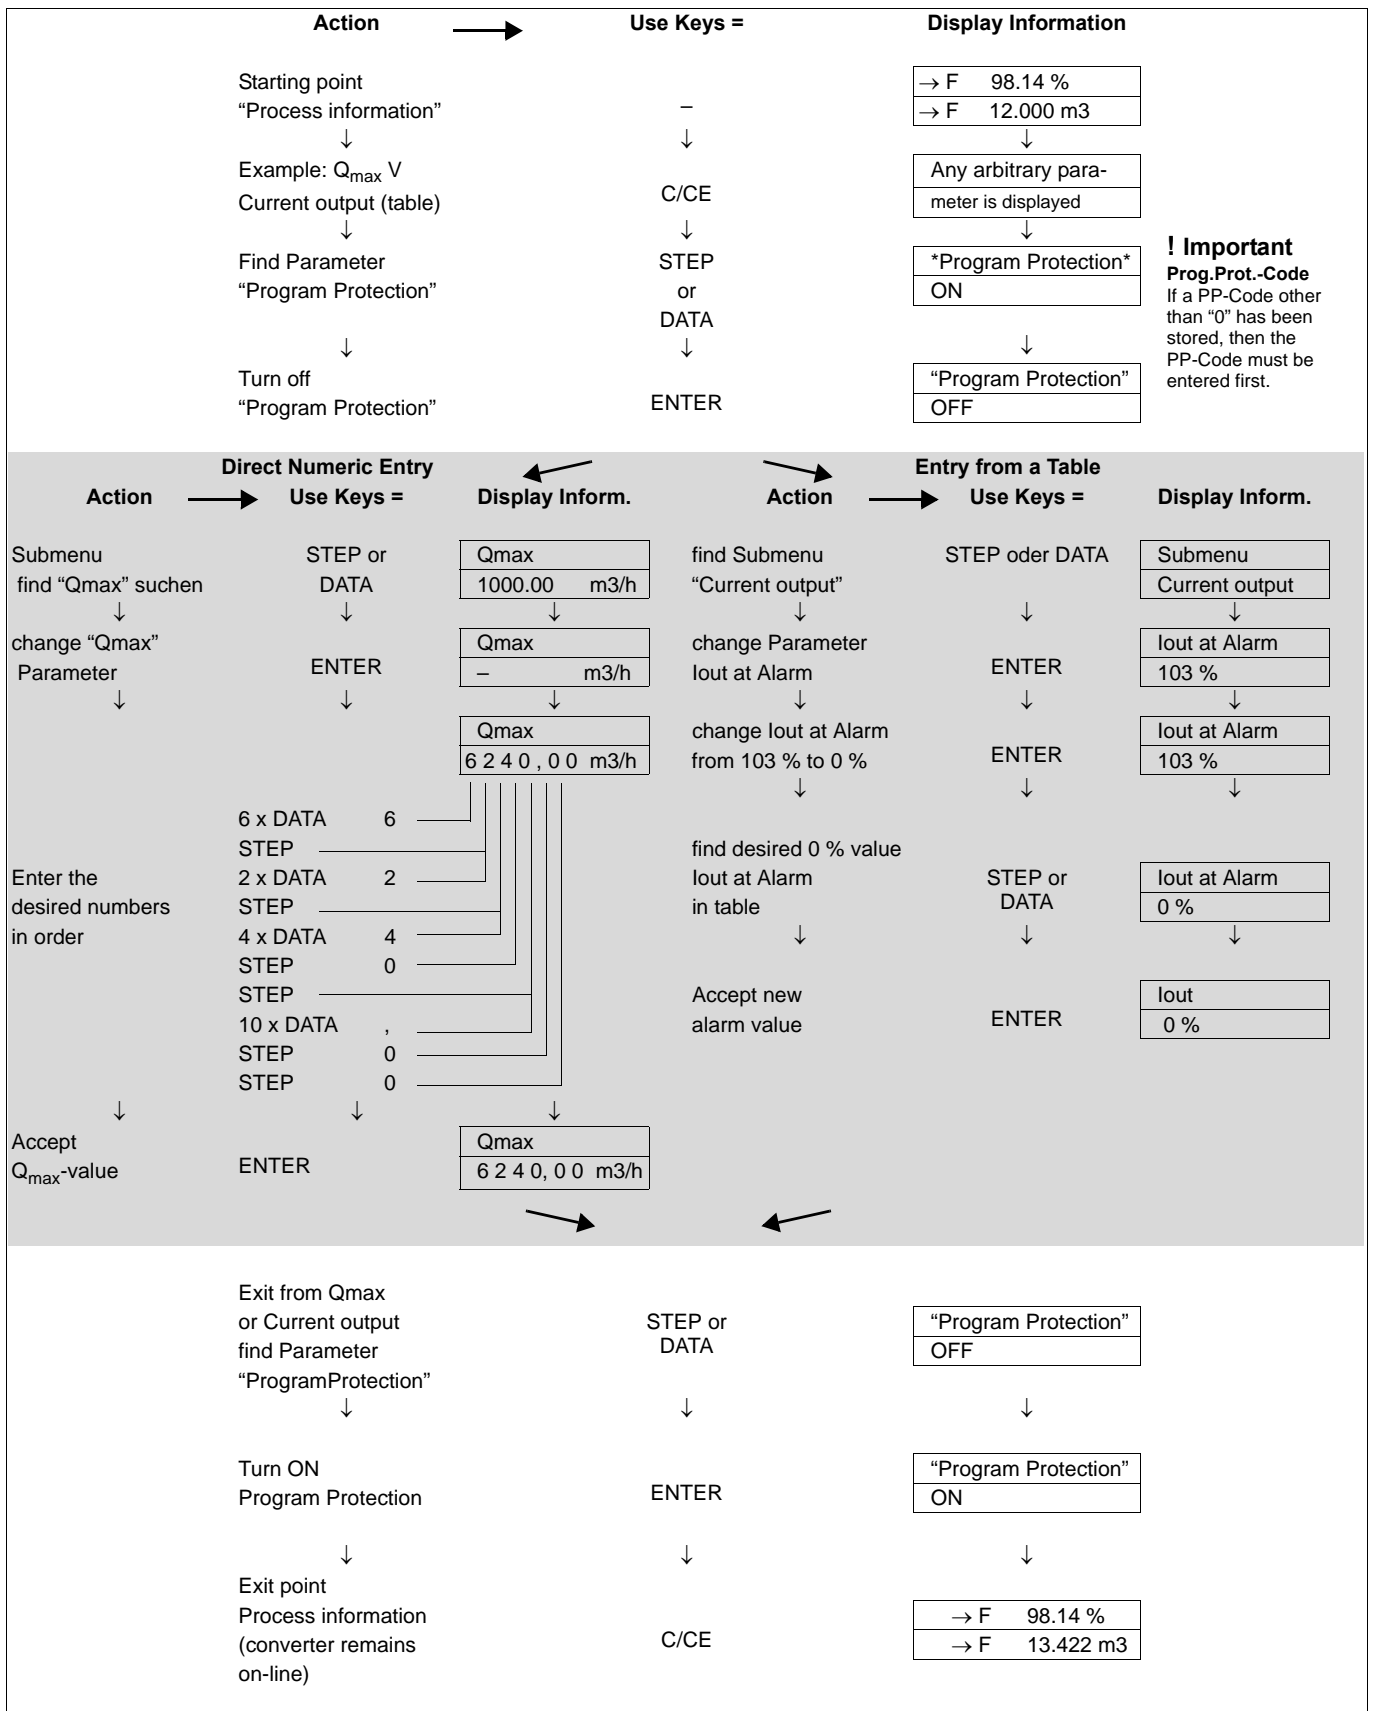 Action → Use Keys = Display Information
Starting point → F 98.14 %
“Process information” – → F 12.000 m3
↓ ↓ ↓
Example: Qmax V Any arbitrary para-
Current output (table) C/CE meter is displayed
↓ ↓ ↓
Find Parameter STEP *Program Protection*
“Program Protection” or ON
DATA
↓ ↓ ↓
Turn off “Program Protection”
“Program Protection” ENTER OFF
! Important
Prog.Prot.-Code
If a PP-Code other
than “0” has been
stored, then the
PP-Code must be
entered first.
Direct Numeric Entry
Action → Use Keys = Display Inform.
Submenu STEP or Qmax
find “Qmax” suchen DATA 1000.00 m3/h
↓ ↓ ↓
change “Qmax” Qmax
Parameter ENTER – m3/h
↓ ↓ ↓
Qmax
6 2 4 0 , 0 0 m3/h
6 x DATA 6
STEP
Enter the 2 x DATA 2
desired numbers STEP
in order 4 x DATA 4
STEP 0
STEP
10 x DATA ,
STEP 0
STEP 0
↓ ↓ ↓
Accept Qmax
Qmax-value ENTER 6 2 4 0, 0 0 m3/h
Entry from a Table
Action → Use Keys = Display Inform.
find Submenu STEP oder DATA Submenu
“Current output” Current output
↓ ↓ ↓
change Parameter Iout at Alarm
Iout at Alarm ENTER 103 %
↓ ↓ ↓
change Iout at Alarm Iout at Alarm
from 103 % to 0 % ENTER 103 %
↓ ↓ ↓
find desired 0 % value
Iout at Alarm STEP or Iout at Alarm
in table DATA 0 %
↓ ↓ ↓
Accept new Iout
alarm value ENTER 0 %
Exit from Qmax
or Current output STEP or “Program Protection”
find Parameter DATA OFF
“ProgramProtection”
↓ ↓ ↓
Turn ON “Program Protection”
Program Protection ENTER ON
↓ ↓ ↓
Exit point
Process information → F 98.14 %
(converter remains C/CE → F 13.422 m3
on-line)